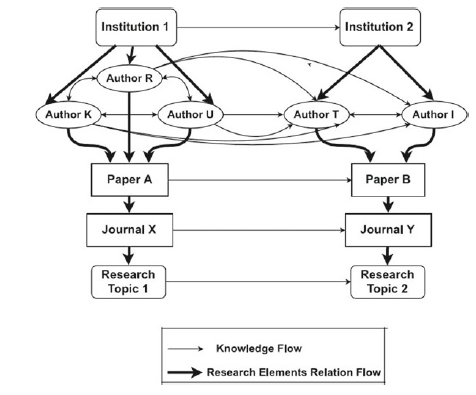 Institution 1
Institution 2
Author R
Author K
Author U
Author T
Author I
Paper A
Paper B
Journal X
Journal Y
Research
Topic 1
Research
Topic 2
Knowledge Flow
Research Elements Relation Flow